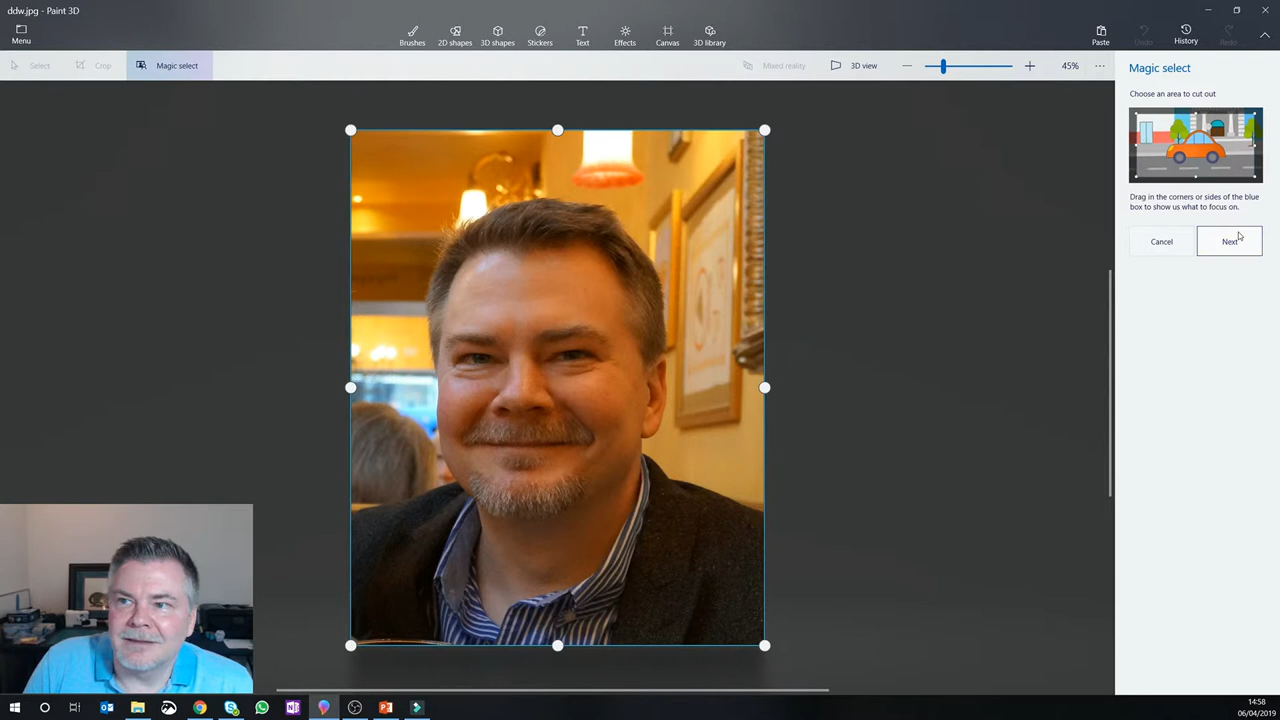 ddw.jpg - Paint 3D
Menu
Brushes
2D shapes
3D shapes
Stickers
Text
Effects
Canvas
3D library
Paste
Undo
History
Redo
Select
Crop
Magic select
Mixed reality
3D view
45%
Magic select
Choose an area to cut out
Drag in the corners or sides of the blue
box to show us what to focus on.
Cancel
Next
14:58
06/04/2019